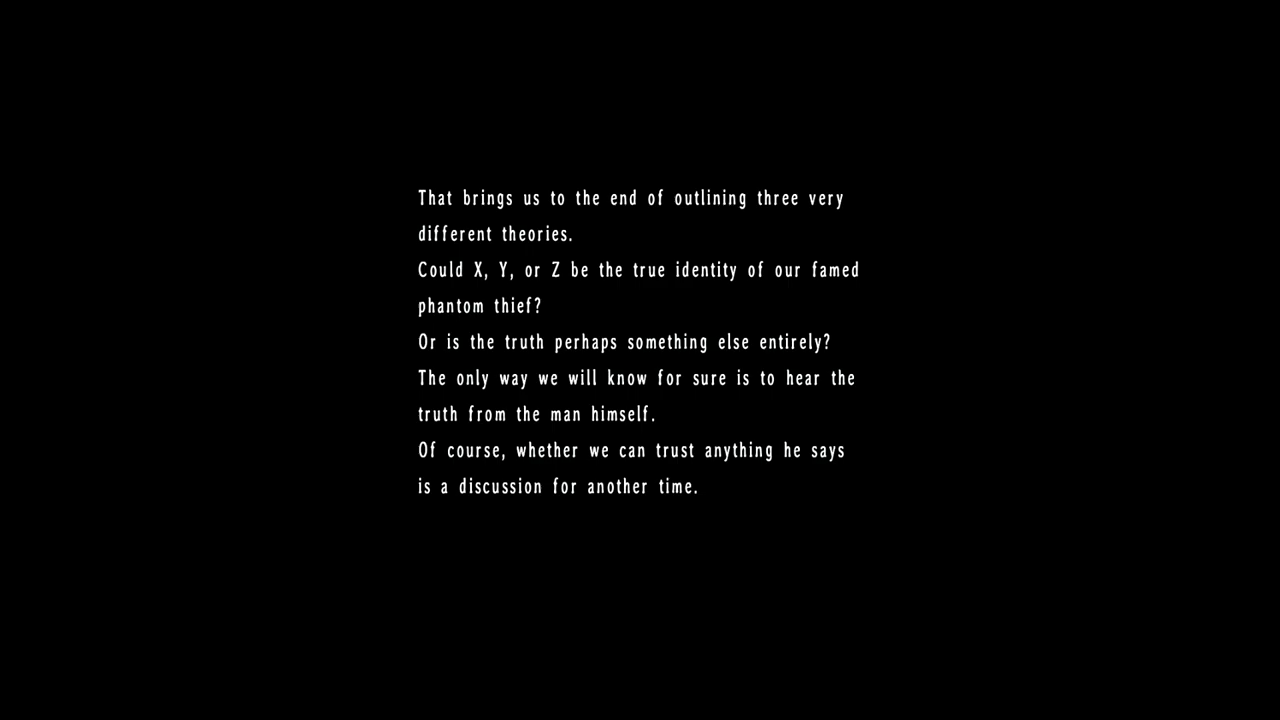 That brings us to the end of outlining three very
different theories.
Could X, Y, or Z be the true identity of our famed
phantom thief?
Or is the truth perhaps something else entirely?
The only way we will know for sure is to hear the
truth from the man himself.
Of course, whether we can trust anything he says
is a discussion for another time.